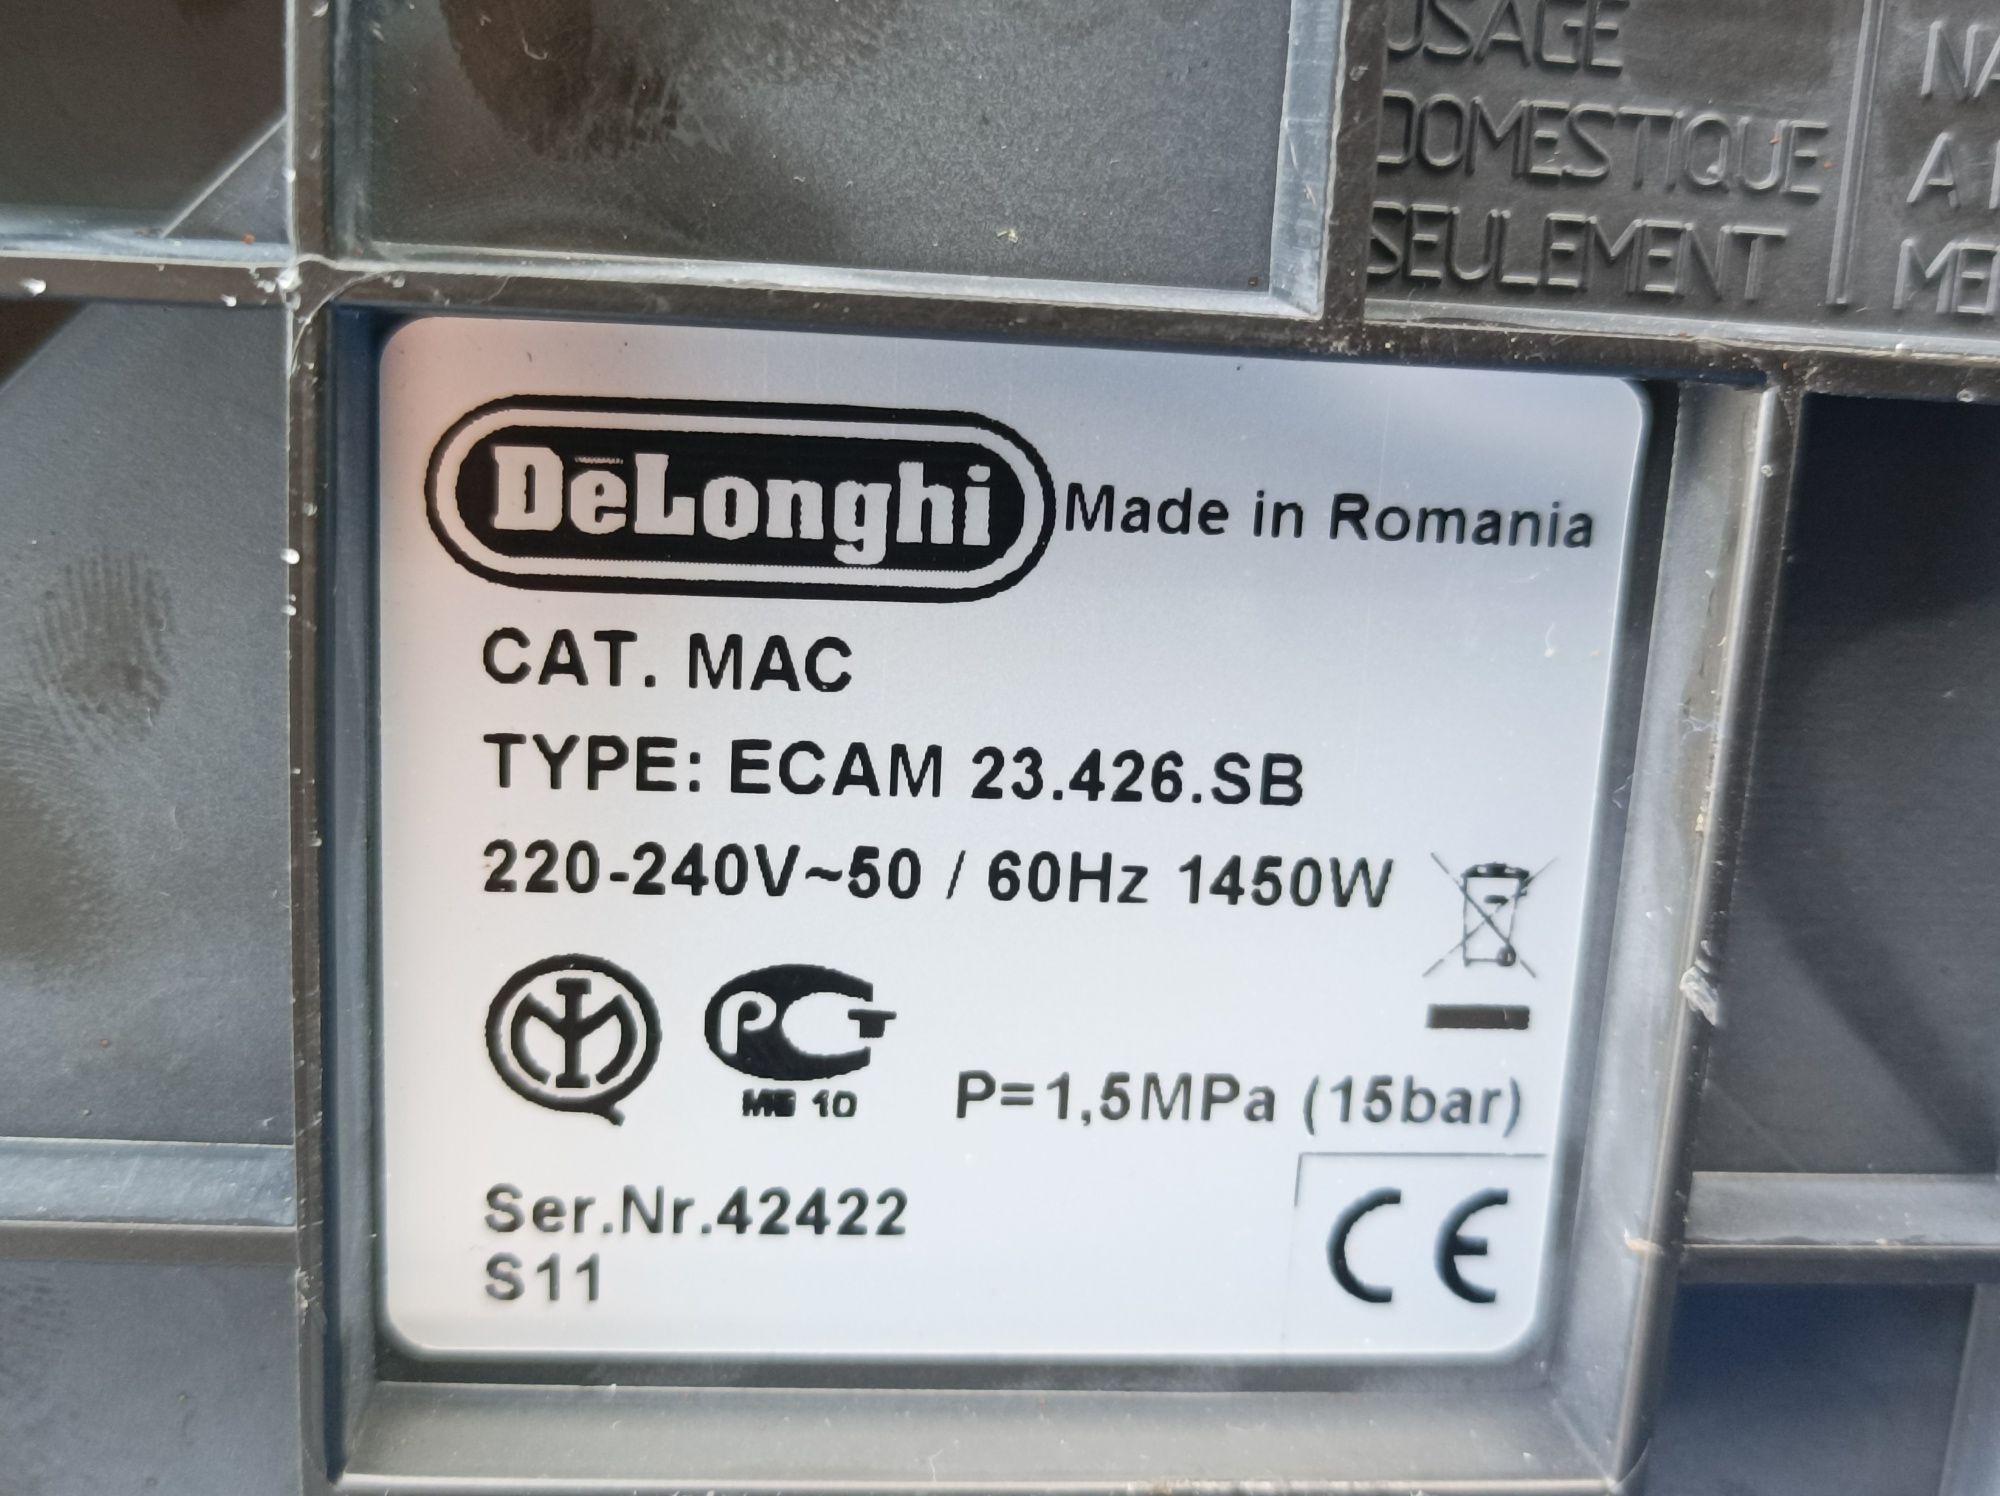 USAGE
DOMESTIQUE
SEULEMENT
DeLonghi Made in Romania
CAT. MAC
TYPE: ECAM 23.426.SB
220-240V~50 / 60Hz 1450W
10
P=1,5MPa (15bar)
Ser.Nr.42422
S11
CE